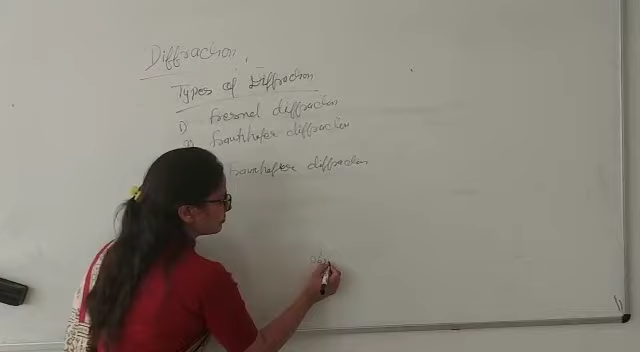 Diffraction.
Types of Diffraction
1) fresnel diffraction
2) fraunhofer diffraction
Fraunhofer diffraction